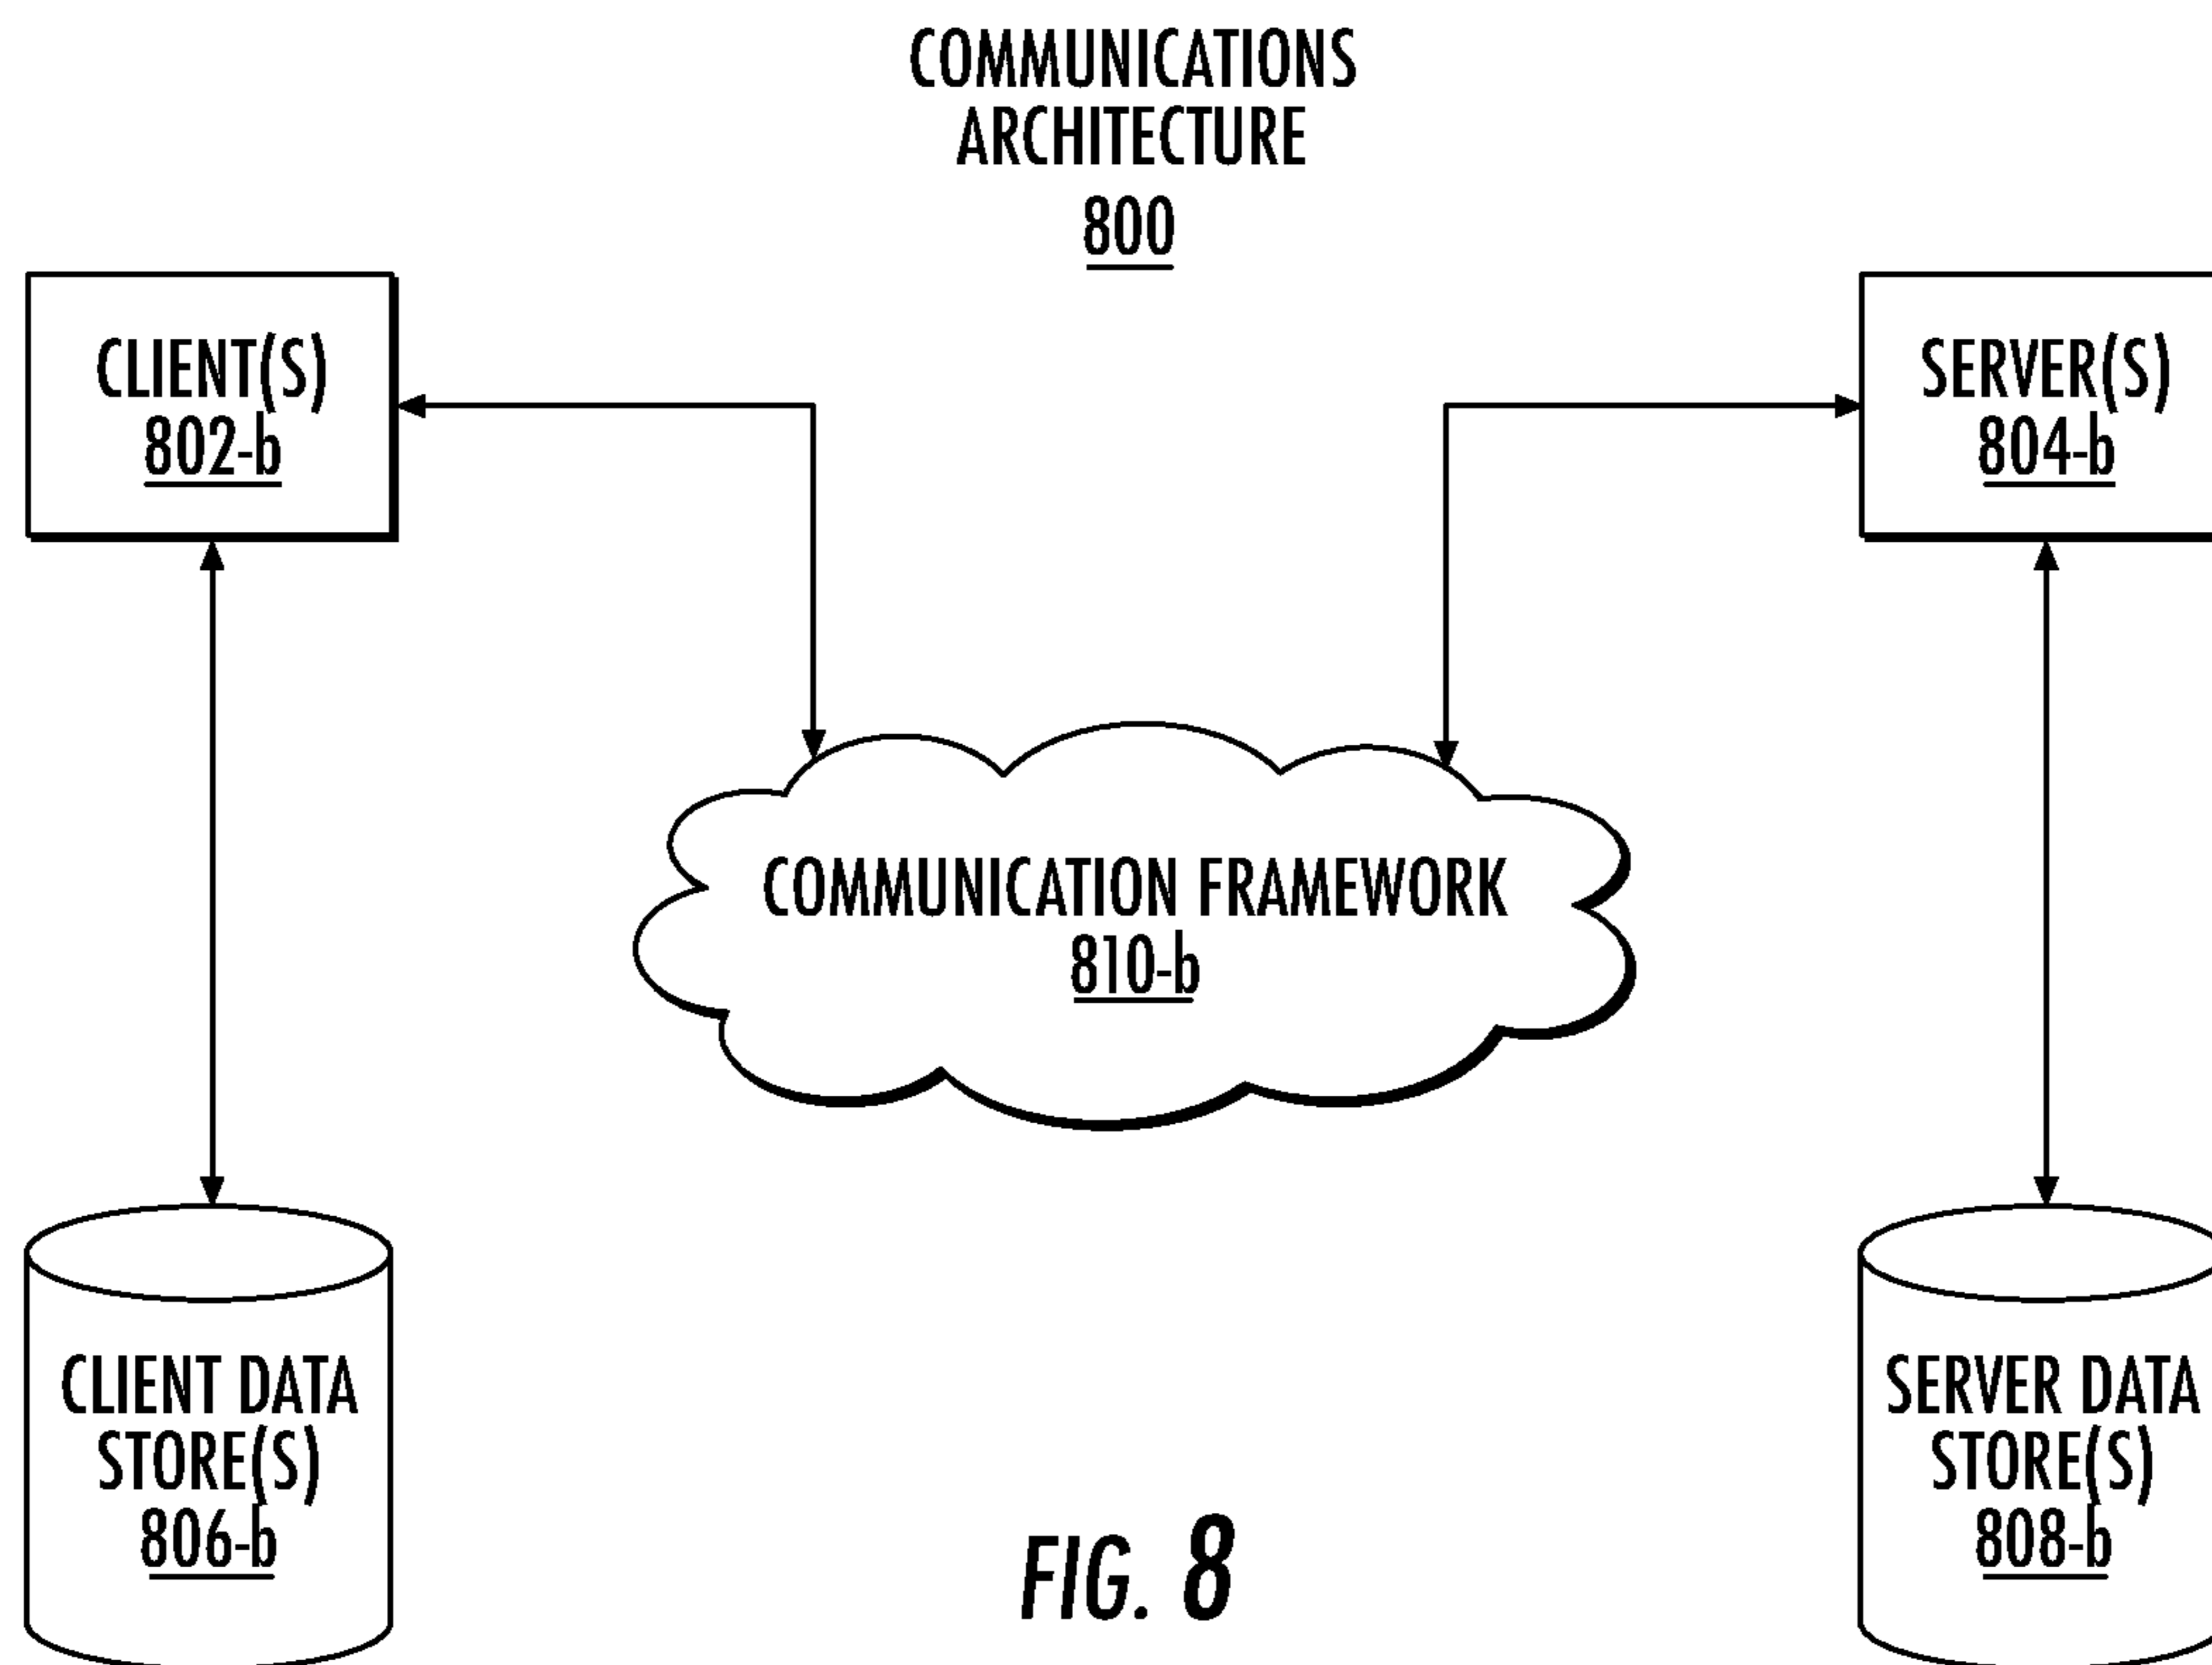 COMMUNICATIONS
ARCHITECTURE
800
CLIENT(S)
802-b
SERVER(S)
804-b
COMMUNICATION FRAMEWORK
810-b
CLIENT DATA
STORE(S)
806-b
SERVER DATA
STORE(S)
808-b
FIG. 8